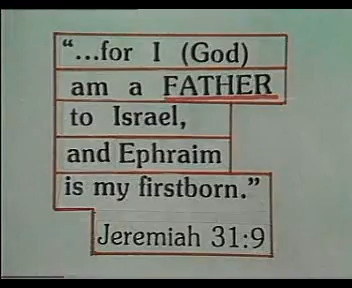 “...for I (God)
am a FATHER
to Israel,
and Ephraim
is my firstborn.”
Jeremiah 31:9